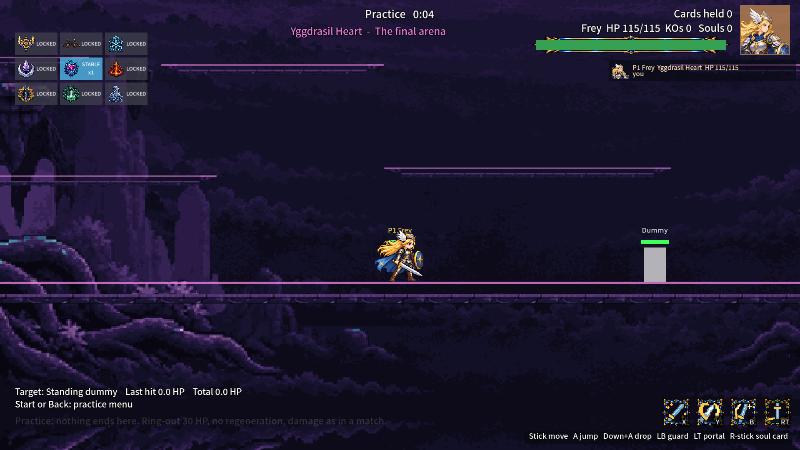 Practice 0:04
Yggdrasil Heart - The final arena
Cards held 0
Frey HP 115/115 KOs 0 Souls 0
P1 Frey Yggdrasil Heart HP 115/115
you
LOCKED LOCKED LOCKED
LOCKED STABLE x1 LOCKED
LOCKED LOCKED LOCKED
P1 Frey
Dummy
Target: Standing dummy Last hit 0.0 HP Total 0.0 HP
Start or Back: practice menu
Practice: nothing ends here. Ring-out 30 HP, no regeneration, damage as in a match.
X Y B RT
Stick move A jump Down+A drop LB guard LT portal R-stick soul card